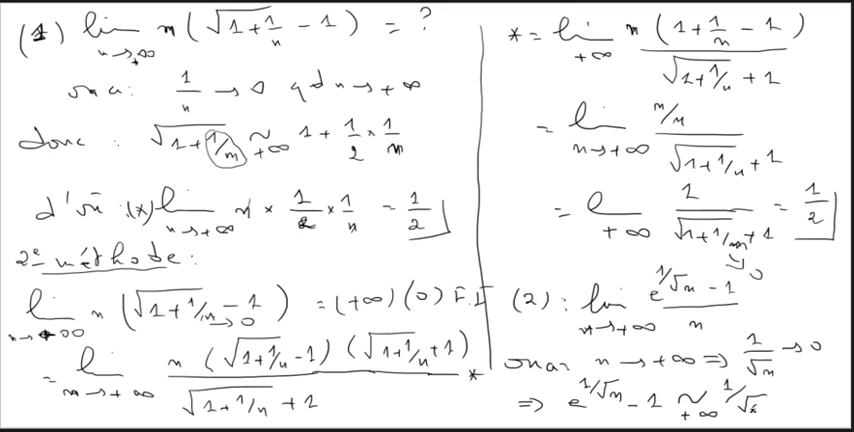 (1) lim n→+∞ n(√(1+1/n) - 1) = ?
on a : 1/n → 0 qd n → +∞
donc : √(1+1/n) ~ +∞ 1 + 1/2 × 1/n
d'où (x) lim n→+∞ n × 1/2 × 1/n = 1/2
2e méthode :
lim n→+∞ n(√(1+1/n) - 1) →0 = (+∞)(0) F.I
= lim n→+∞ n(√(1+1/n) - 1)(√(1+1/n) + 1) / √(1+1/n) + 1 *
* = lim +∞ n(1 + 1/n - 1) / √(1+1/n) + 1
= lim n→+∞ n/n / √(1+1/n) + 1
= l +∞ 1 / √(1+1/n) + 1 = 1/2
↘0
(2) : lim n→+∞ e^(1/√n) - 1 / n
on a : n → +∞ ⇒ 1/√n → 0
⇒ e^(1/√n) - 1 ~ +∞ 1/√x